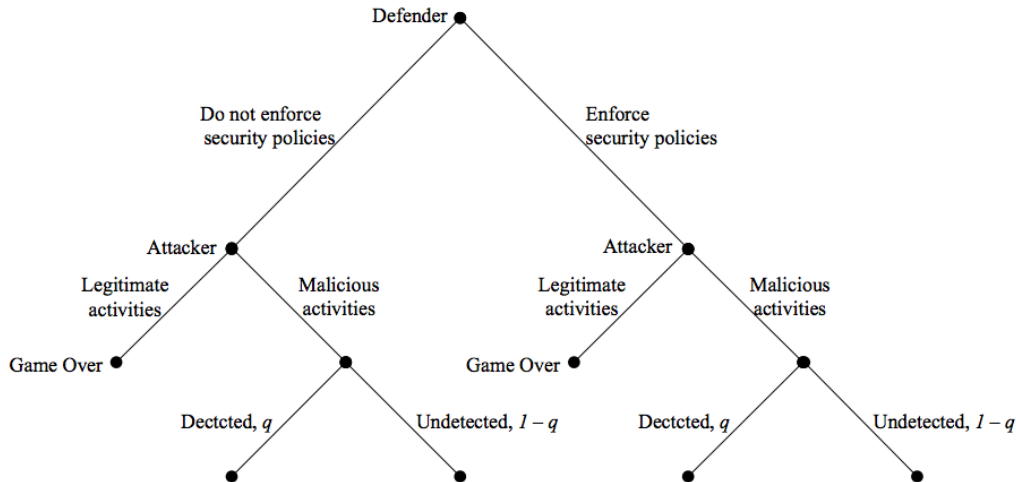 Defender
Do not enforce
security policies
Enforce
security policies
Attacker
Attacker
Legitimate
activities
Malicious
activities
Legitimate
activities
Malicious
activities
Game Over
Game Over
Dectcted, q
Undetected, 1 – q
Dectcted, q
Undetected, 1 – q